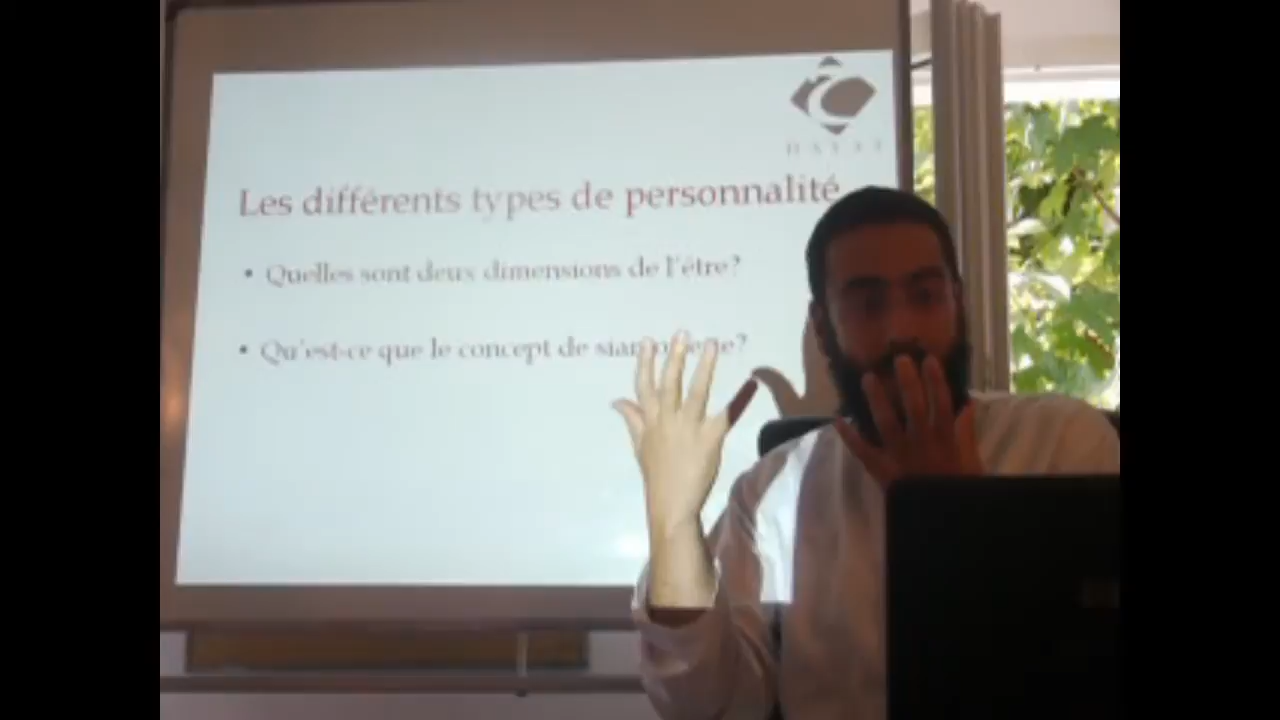 Les différents types de personnalité
• Quelles sont deux dimensions de l'être?
• Qu'est-ce que le concept de